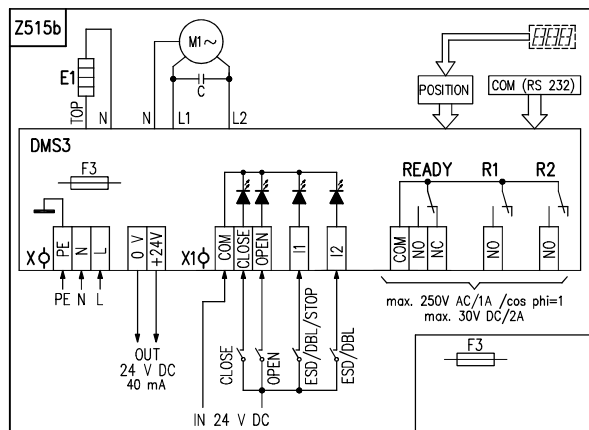 Z515b
M1~
E1
C
TOP
N
N
L1
L2
POSITION
COM (RS 232)
DMS3
F3
READY
R1
R2
X
PE
N
L
0 V
+24V
X1
COM
CLOSE
OPEN
I1
I2
COM
NO
NC
NO
NO
PE N L
OUT
24 V DC
40 mA
CLOSE
OPEN
ESD/DBL/STOP
ESD/DBL
IN 24 V DC
max. 250V AC/1A /cos phi=1
max. 30V DC/2A
F3